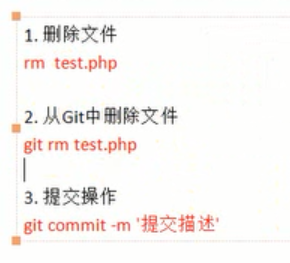 1. 删除文件
rm test.php
2. 从Git中删除文件
git rm test.php
3. 提交操作
git commit -m '提交描述'